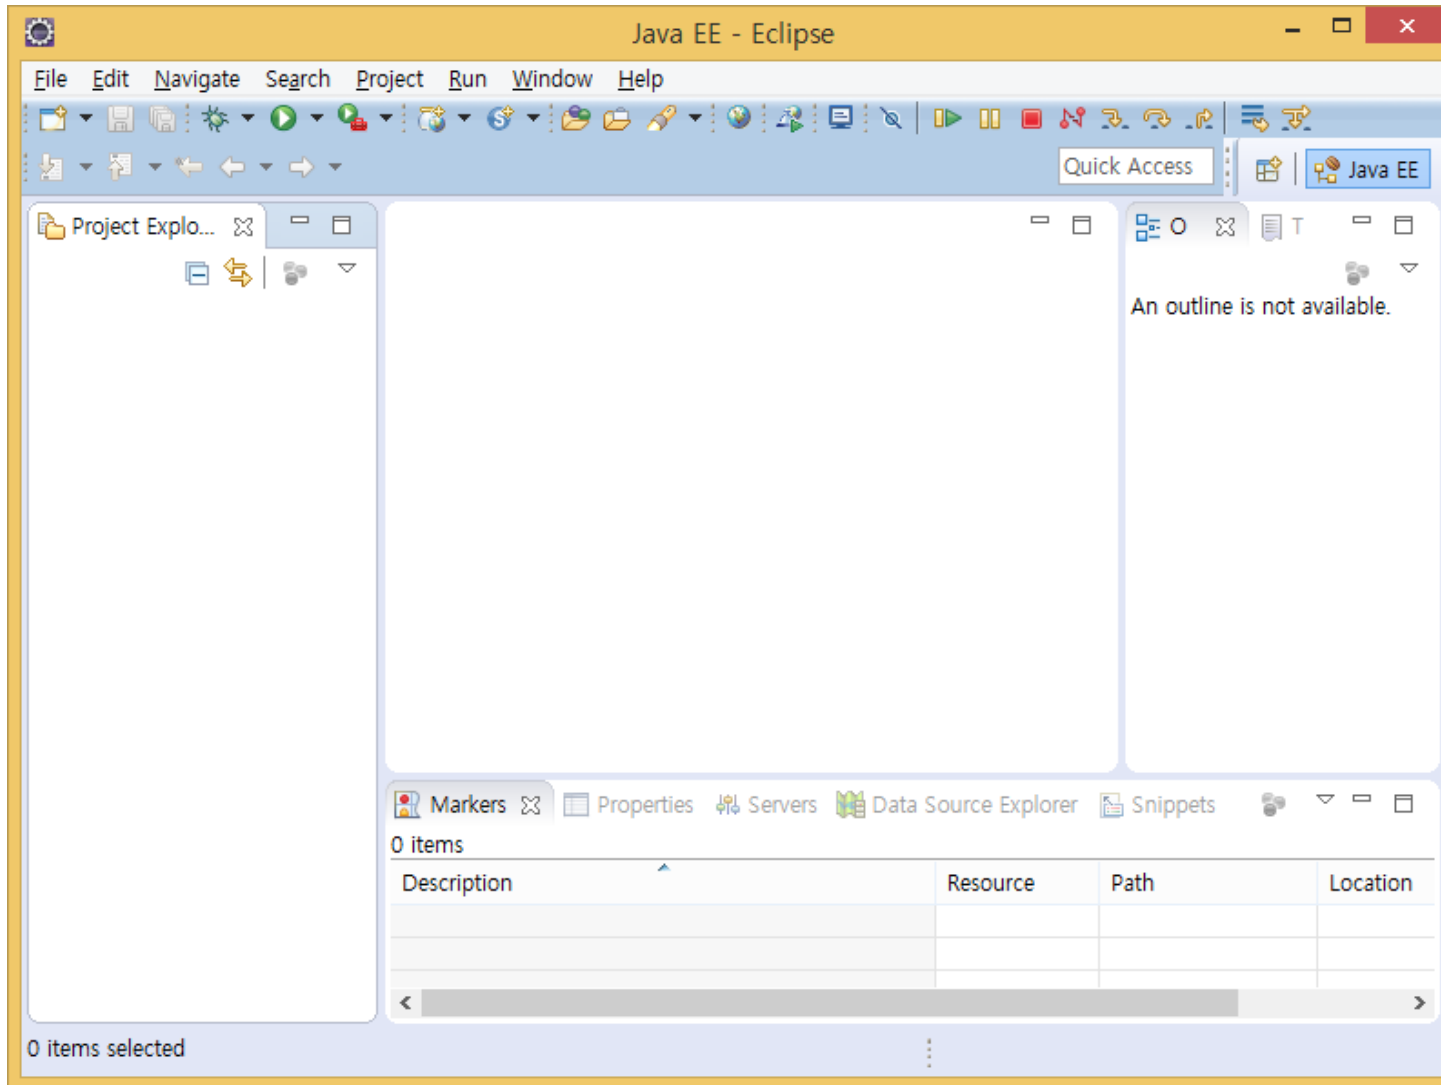 Java EE - Eclipse
File Edit Navigate Search Project Run Window Help
Quick Access Java EE
Project Explo...
O T
An outline is not available.
Markers Properties Servers Data Source Explorer Snippets
0 items
Description Resource Path Location
0 items selected